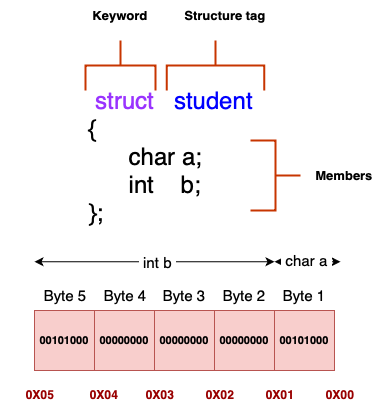 Keyword Structure tag
struct student
{
char a;
int b;
Members
};
int b char a
Byte 5 Byte 4 Byte 3 Byte 2 Byte 1
00101000 00000000 00000000 00000000 00101000
0X05 0X04 0X03 0X02 0X01 0X00